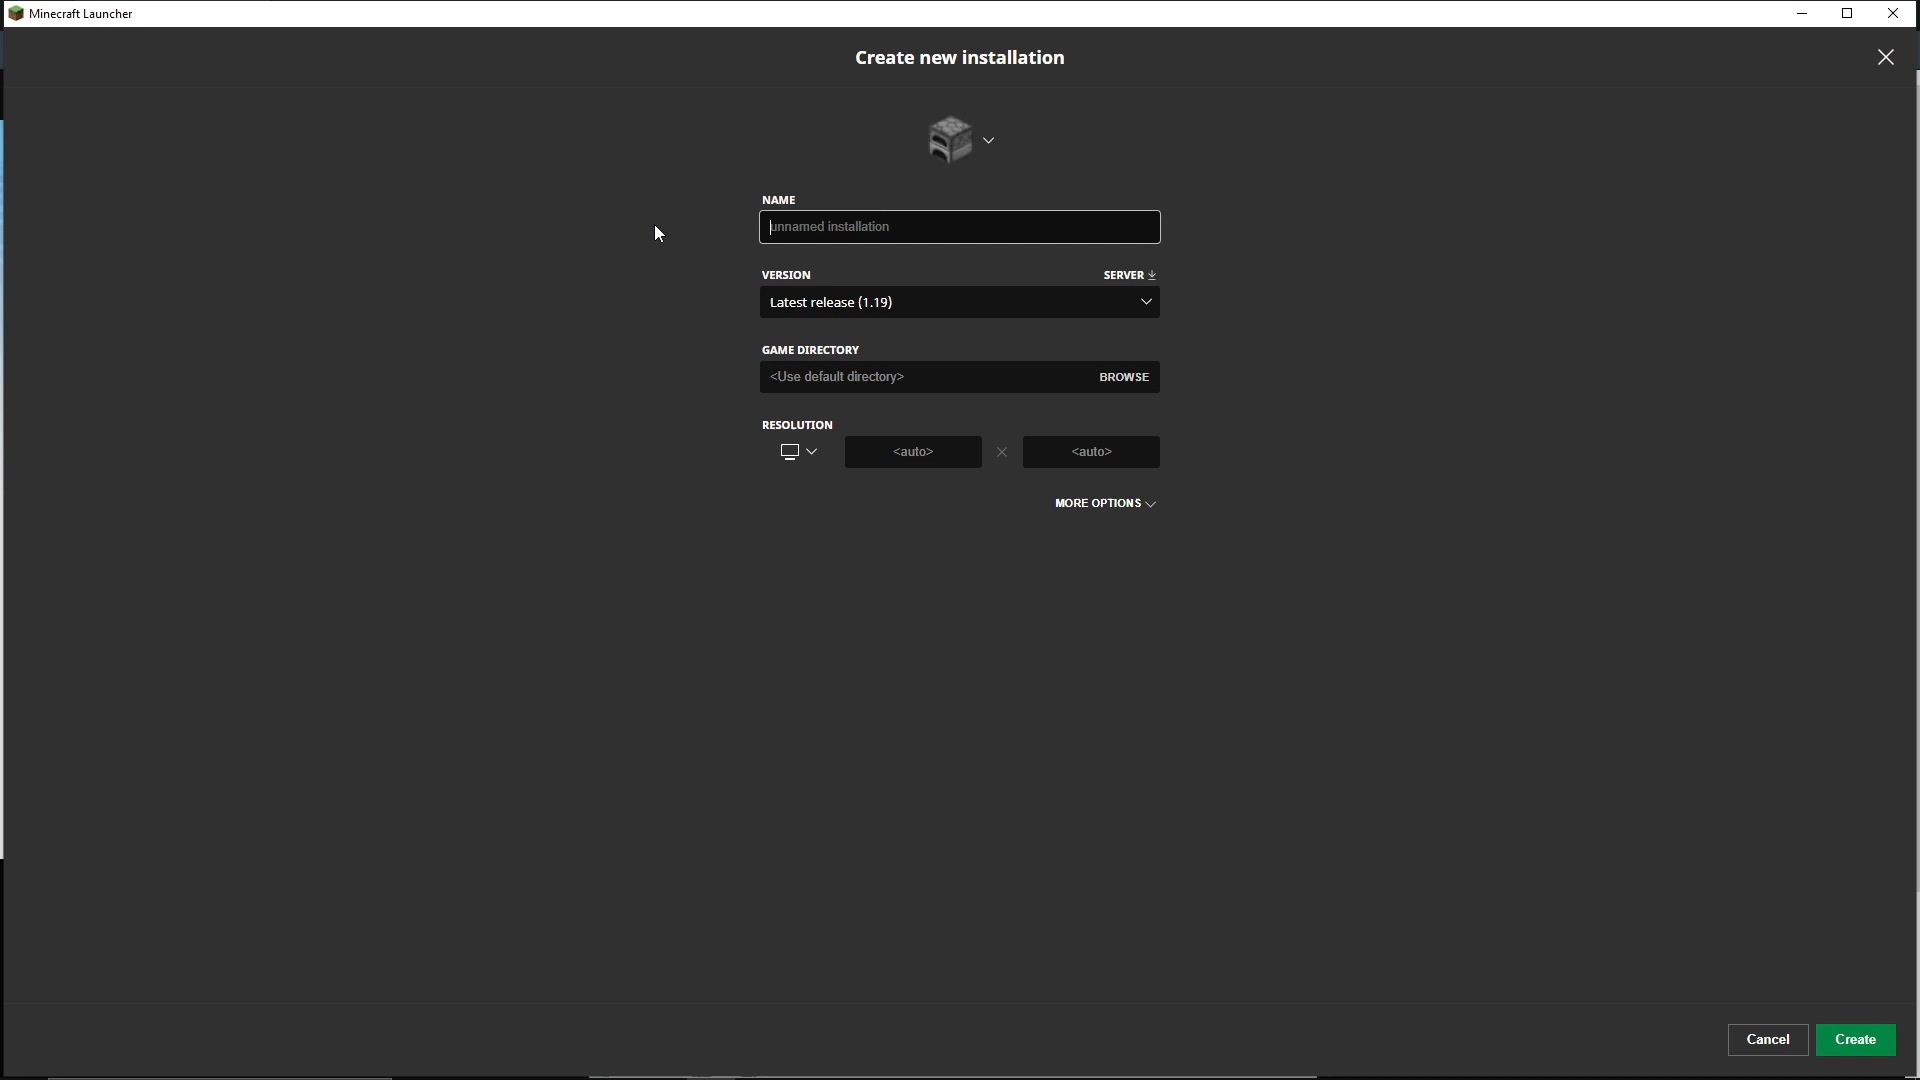 Minecraft Launcher
Create new installation
NAME
unnamed installation
VERSION SERVER
Latest release (1.19)
GAME DIRECTORY
<Use default directory> BROWSE
RESOLUTION
<auto> <auto>
MORE OPTIONS
Cancel Create